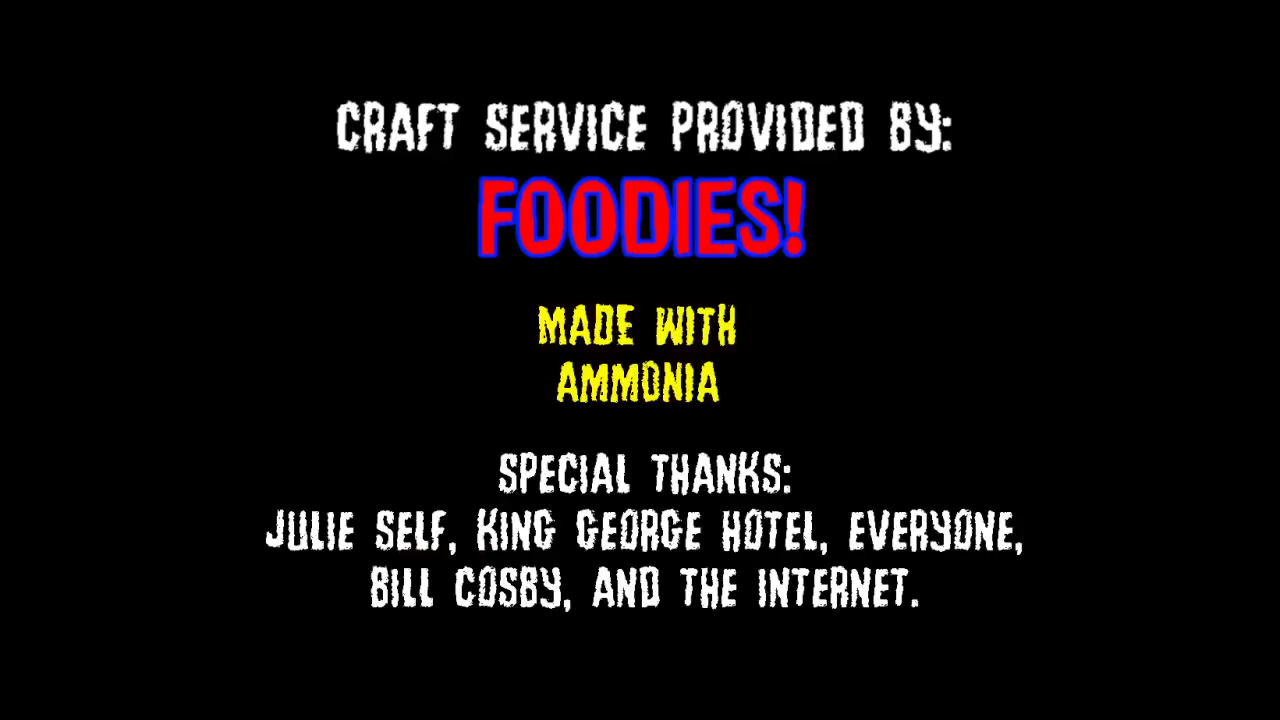 CRAFT SERVICE PROVIDED BY:
FOODIES!
MADE WITH
AMMONIA
SPECIAL THANKS:
JULIE SELF, KING GEORGE HOTEL, EVERYONE,
BILL COSBY, AND THE INTERNET.